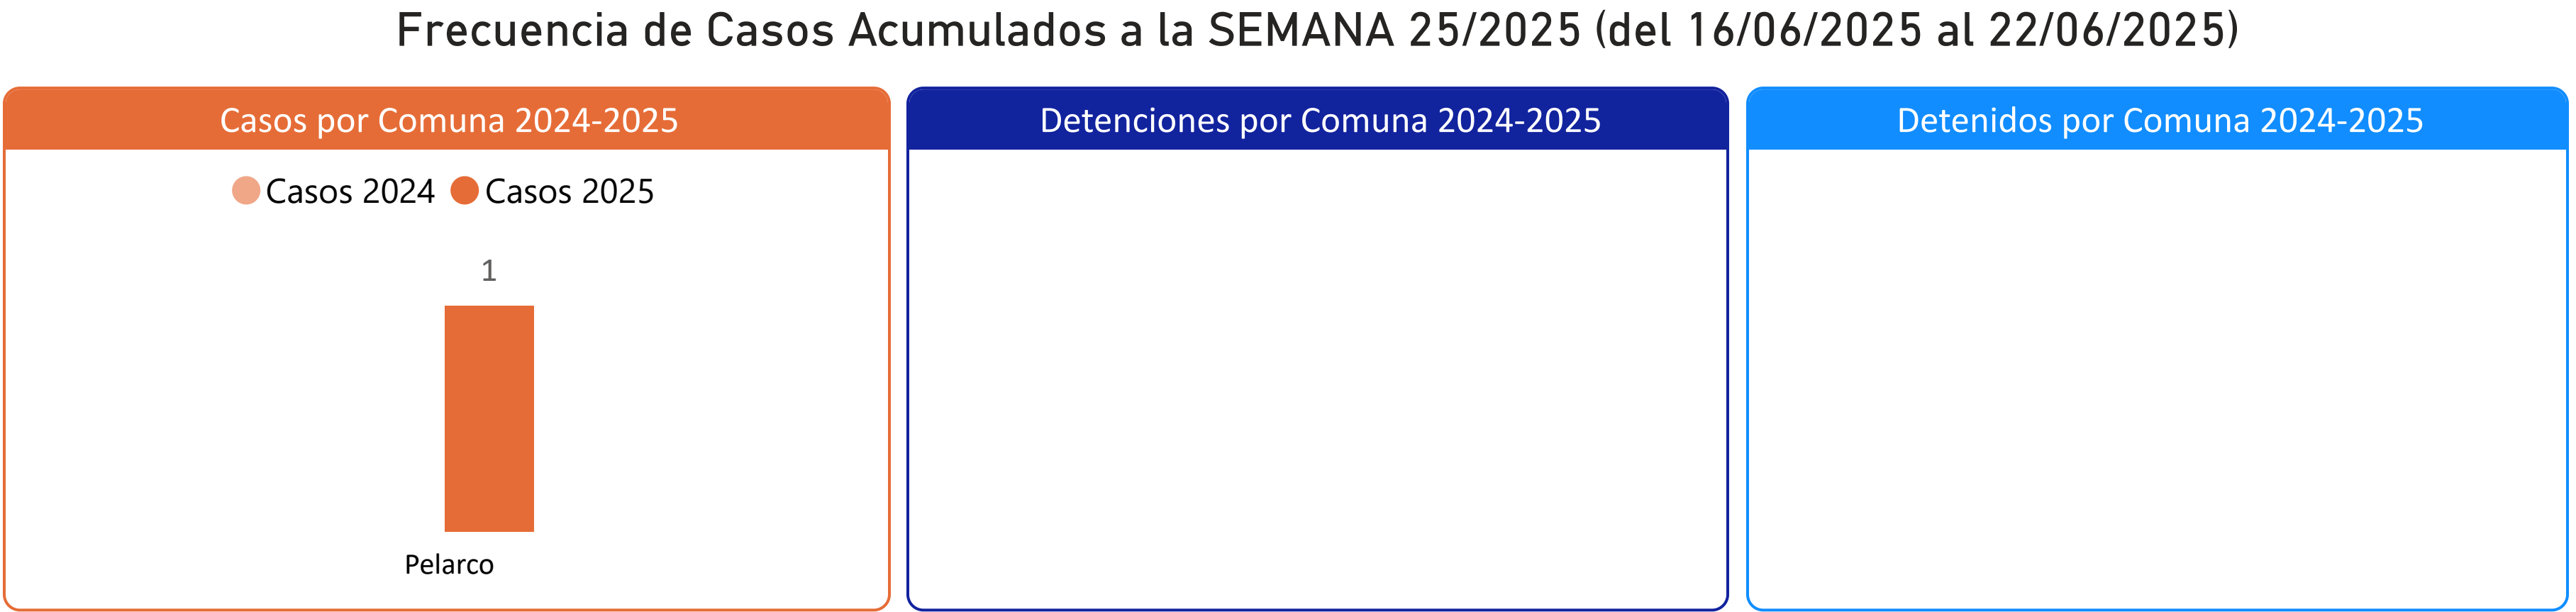 Frecuencia de Casos Acumulados a la SEMANA 25/2025 (del 16/06/2025 al 22/06/2025)
Casos por Comuna 2024-2025
Casos 2024 Casos 2025
1
Pelarco
Detenciones por Comuna 2024-2025
Detenidos por Comuna 2024-2025